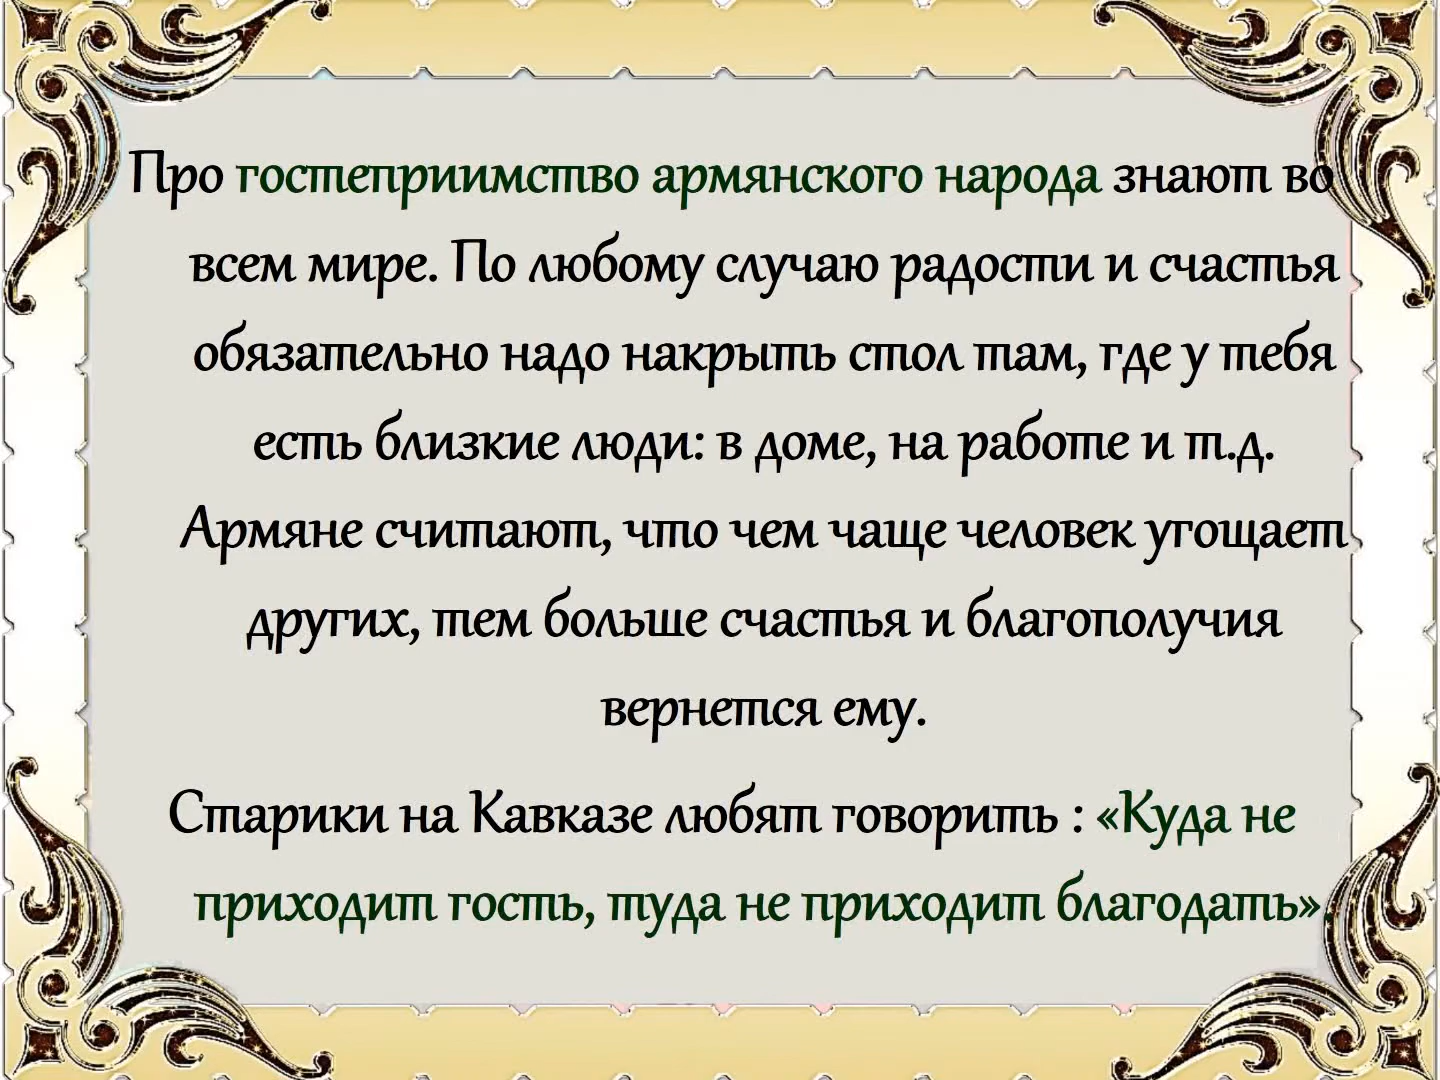 Про гостеприимство армянского народа знают во
всем мире. По любому случаю радости и счастья
обязательно надо накрыть стол там, где у тебя
есть близкие люди: в доме, на работе и т.д.
Армяне считают, что чем чаще человек угощает
других, тем больше счастья и благополучия
вернется ему.
Старики на Кавказе любят говорить : «Куда не
приходит гость, туда не приходит благодать».